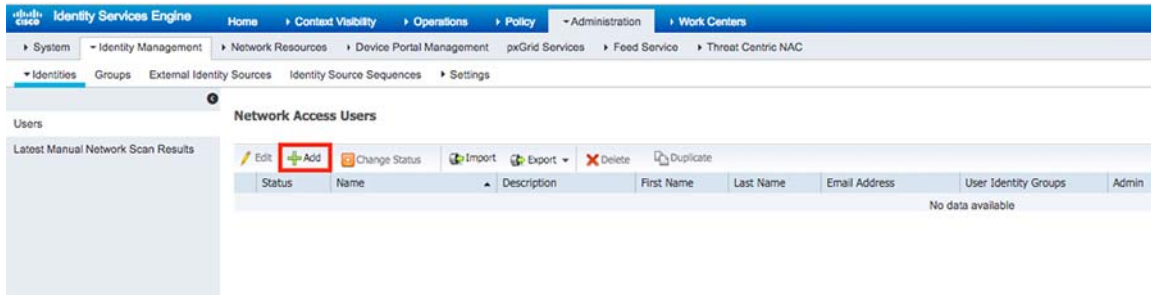 cisco Identity Services Engine Home Context Visibility Operations Policy Administration Work Centers
System Identity Management Network Resources Device Portal Management pxGrid Services Feed Service Threat Centric NAC
Identities Groups External Identity Sources Identity Source Sequences Settings
Users
Latest Manual Network Scan Results
Network Access Users
Edit Add Change Status Import Export Delete Duplicate
Status Name Description First Name Last Name Email Address User Identity Groups Admin
No data available